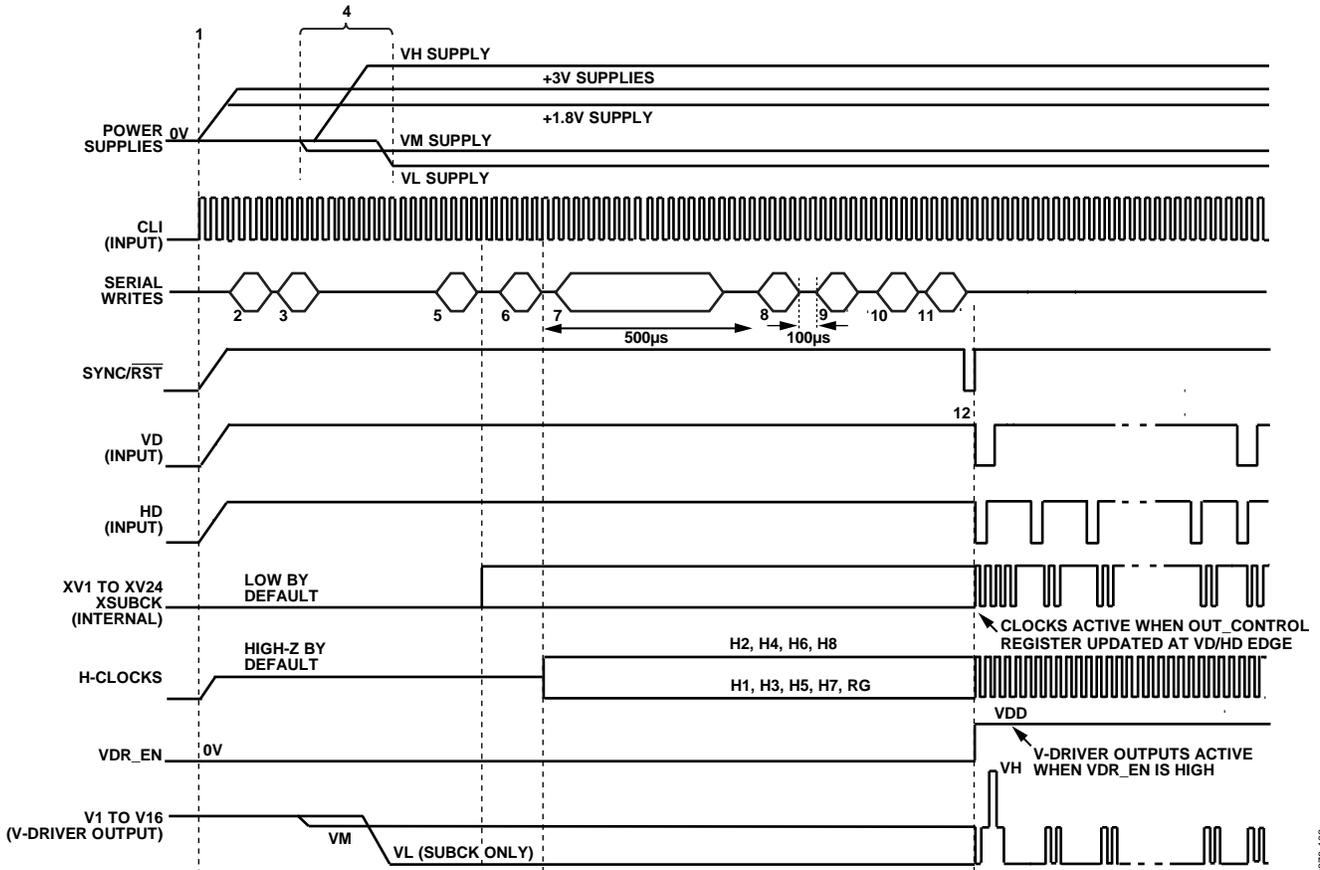 4
1
VH SUPPLY
+3V SUPPLIES
+1.8V SUPPLY
POWER
SUPPLIES
0V
VM SUPPLY
VL SUPPLY
CLI
(INPUT)
SERIAL
WRITES
2
3
5
6
7
8
9
10
11
500µs
100µs
SYNC/RST
12
VD
(INPUT)
HD
(INPUT)
XV1 TO XV24
XSUBCK
(INTERNAL)
LOW BY
DEFAULT
CLOCKS ACTIVE WHEN OUT_CONTROL
REGISTER UPDATED AT VD/HD EDGE
H-CLOCKS
HIGH-Z BY
DEFAULT
H2, H4, H6, H8
H1, H3, H5, H7, RG
VDR_EN
0V
VDD
V-DRIVER OUTPUTS ACTIVE
WHEN VDR_EN IS HIGH
VH
V1 TO V16
(V-DRIVER OUTPUT)
VM
VL (SUBCK ONLY)